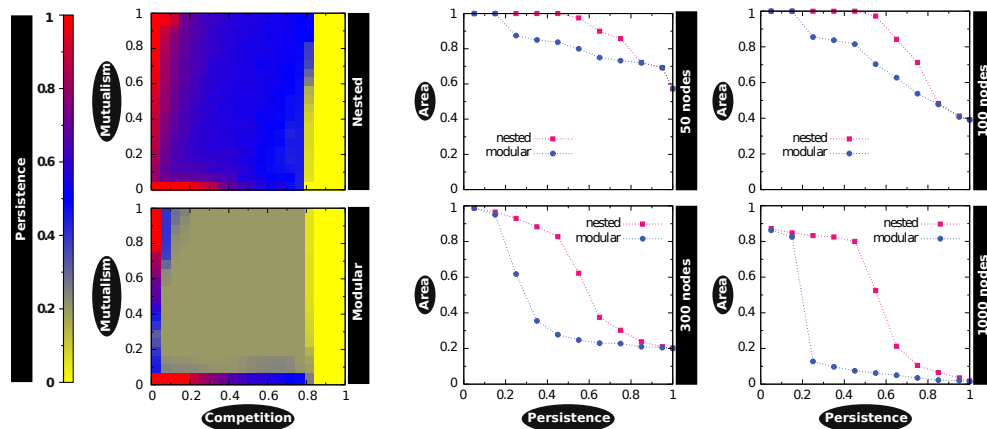 Persistence
1
0.8
0.6
0.4
0.2
0
Mutualism
1
0.8
0.6
0.4
0.2
0
Nested
Mutualism
1
0.8
0.6
0.4
0.2
0
0 0.2 0.4 0.6 0.8 1
Competition
Modular
Area
1
0.8
0.6
0.4
0.2
0
nested
modular
50 nodes
Area
1
0.8
0.6
0.4
0.2
0
nested
modular
100 nodes
Area
1
0.8
0.6
0.4
0.2
0
nested
modular
0 0.2 0.4 0.6 0.8 1
Persistence
300 nodes
Area
1
0.8
0.6
0.4
0.2
0
nested
modular
0 0.2 0.4 0.6 0.8 1
Persistence
1000 nodes